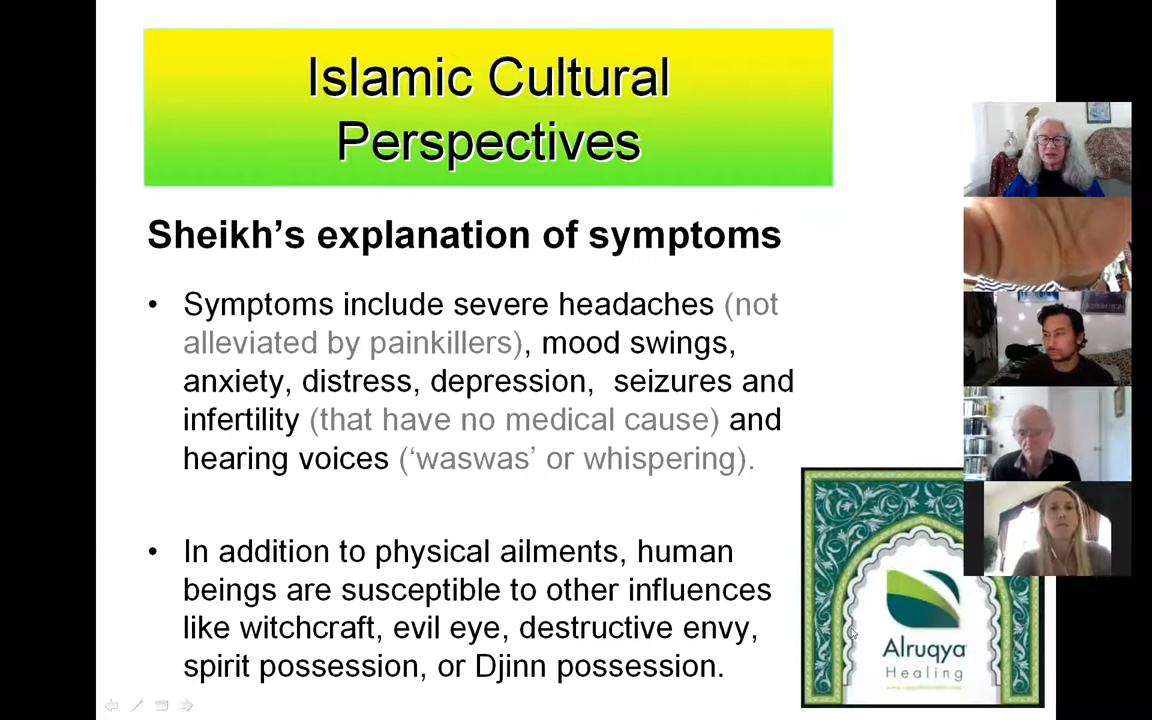 Islamic Cultural
Perspectives
Sheikh’s explanation of symptoms
• Symptoms include severe headaches (not
alleviated by painkillers), mood swings,
anxiety, distress, depression,  seizures and
infertility (that have no medical cause) and
hearing voices (‘waswas’ or whispering).
• In addition to physical ailments, human
beings are susceptible to other influences
like witchcraft, evil eye, destructive envy,
spirit possession, or Djinn possession.
Alruqya
Healing